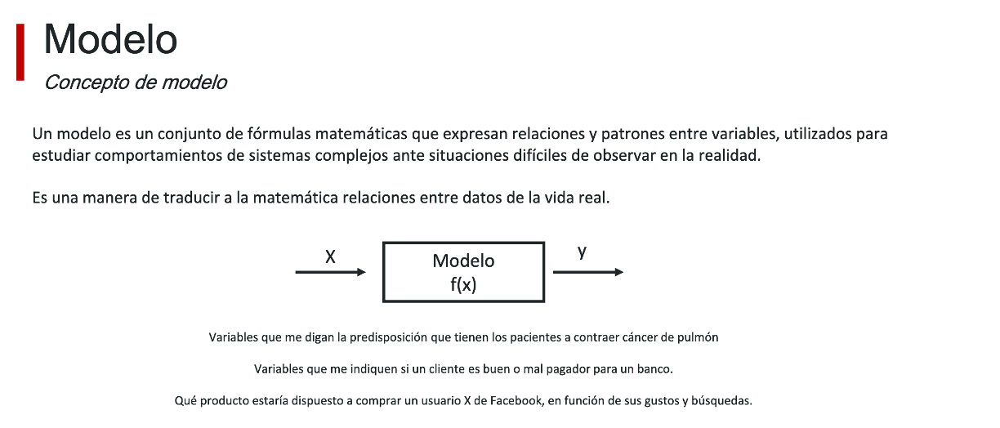 Modelo
Concepto de modelo
Un modelo es un conjunto de fórmulas matemáticas que expresan relaciones y patrones entre variables, utilizados para
estudiar comportamientos de sistemas complejos ante situaciones difíciles de observar en la realidad.
Es una manera de traducir a la matemática relaciones entre datos de la vida real.
X
Modelo
f(x)
y
Variables que me digan la predisposición que tienen los pacientes a contraer cáncer de pulmón
Variables que me indiquen si un cliente es buen o mal pagador para un banco.
Qué producto estaría dispuesto a comprar un usuario X de Facebook, en función de sus gustos y búsquedas.